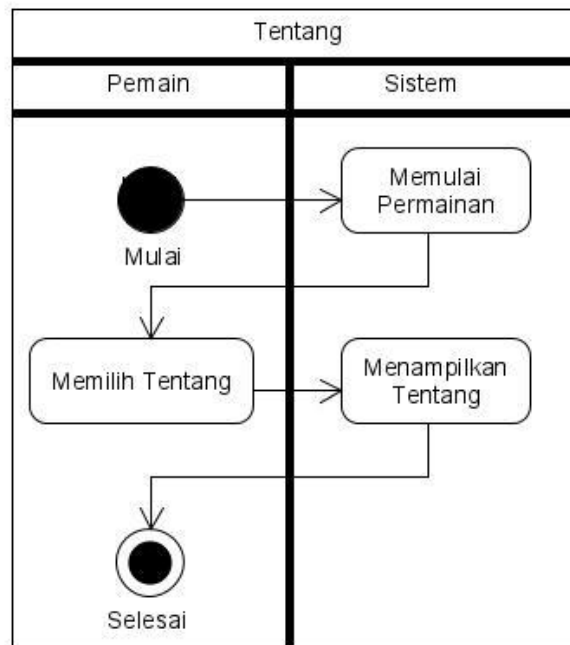 Tentang
Pemain
Sistem
Memulai
Permainan
Mulai
Memilih Tentang
Menampilkan
Tentang
Selesai